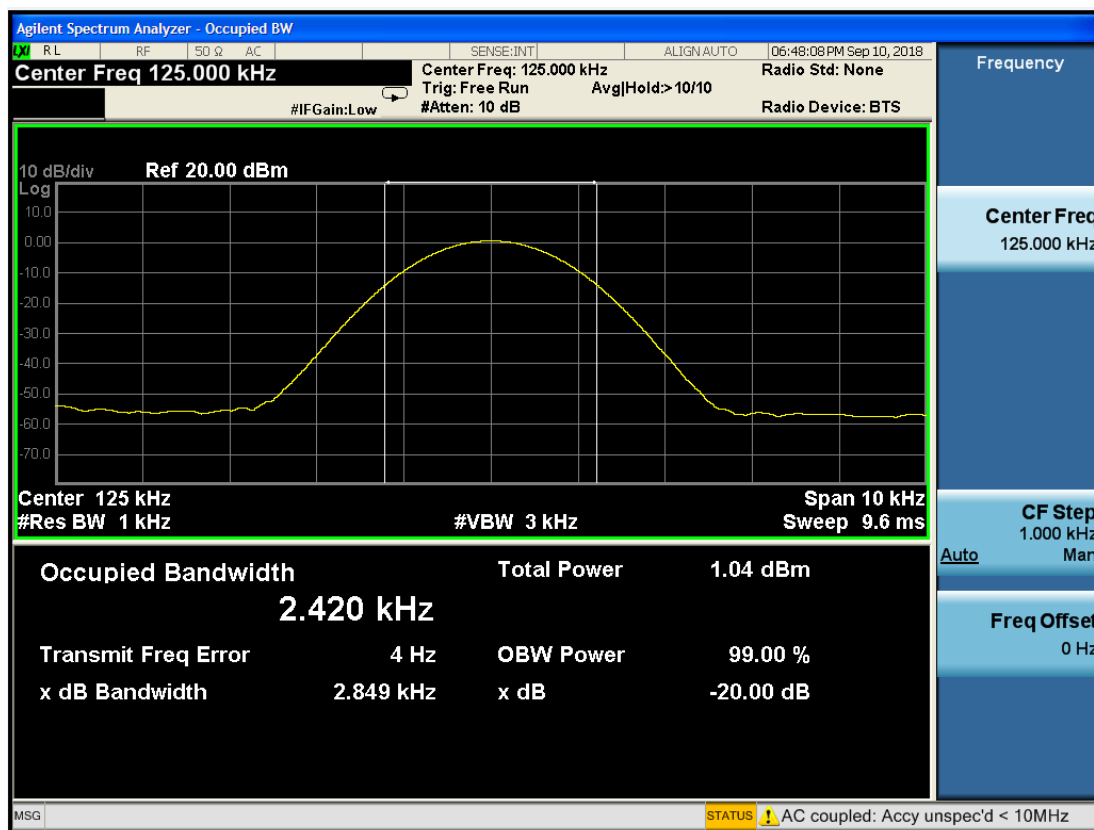 Agilent Spectrum Analyzer - Occupied BW
LXI RL RF 50 Ω AC SENSE:INT ALIGN AUTO 06:48:08 PM Sep 10, 2018
Center Freq 125.000 kHz
Center Freq: 125.000 kHz
Radio Std: None
Trig: Free Run
Avg|Hold:> 10/10
#IFGain:Low
#Atten: 10 dB
Radio Device: BTS
10 dB/div Ref 20.00 dBm
Log
10.0
0.00
-10.0
-20.0
-30.0
-40.0
-50.0
-60.0
-70.0
Center 125 kHz
Span 10 kHz
#Res BW 1 kHz
#VBW 3 kHz
Sweep 9.6 ms
Occupied Bandwidth
2.420 kHz
Total Power 1.04 dBm
Transmit Freq Error 4 Hz
OBW Power 99.00 %
x dB Bandwidth 2.849 kHz
x dB -20.00 dB
Frequency
Center Freq
125.000 kHz
CF Step
1.000 kHz
Auto Man
Freq Offset
0 Hz
MSG
STATUS
AC coupled: Accy unspec'd < 10MHz